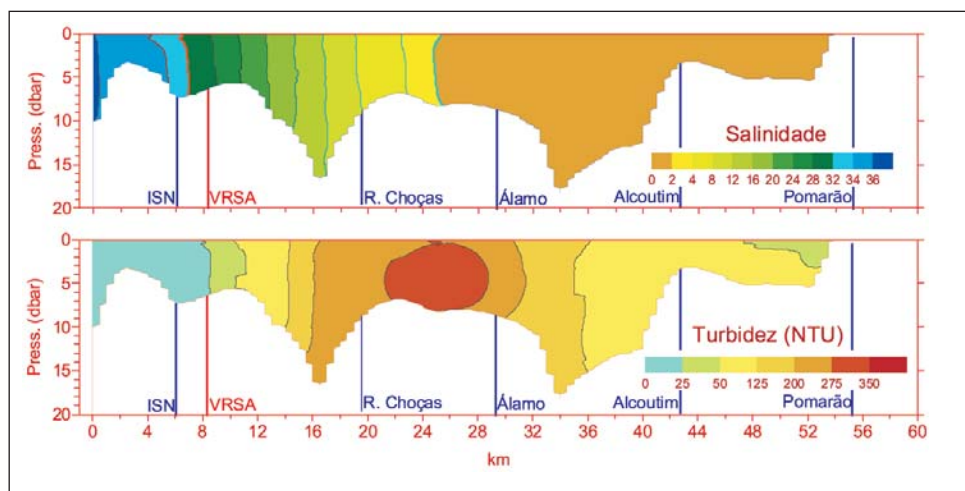 0
5
10
15
20
Press. (dbar)
Salinidade
0 2 4 8 12 16 20 24 28 32 34 36
ISN VRSA R. Choças Álamo Alcoutim Pomarão
0
5
10
15
20
Press. (dbar)
Turbidez (NTU)
0 25 50 125 200 275 350
ISN VRSA R. Choças Álamo Alcoutim Pomarão
0 4 8 12 16 20 24 28 32 36 40 44 48 52 56 60
km